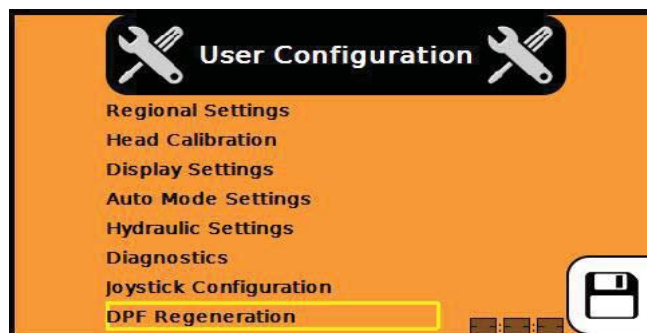 User Configuration
Regional Settings
Head Calibration
Display Settings
Auto Mode Settings
Hydraulic Settings
Diagnostics
Joystick Configuration
DPF Regeneration